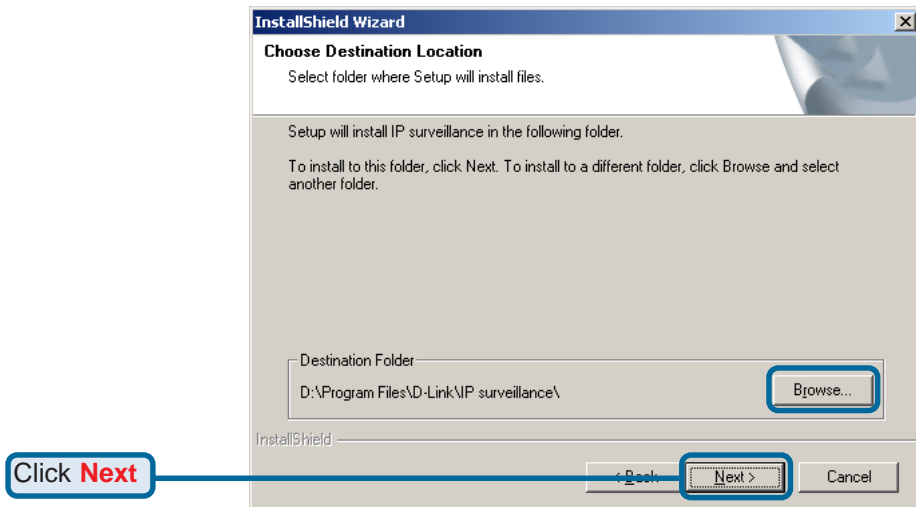 InstallShield Wizard
Choose Destination Location
Select folder where Setup will install files.
Setup will install IP surveillance in the following folder.
To install to this folder, click Next. To install to a different folder, click Browse and select
another folder.
Destination Folder
D:\Program Files\D-Link\IP surveillance\
Browse...
InstallShield
< Back
Next >
Cancel
Click Next